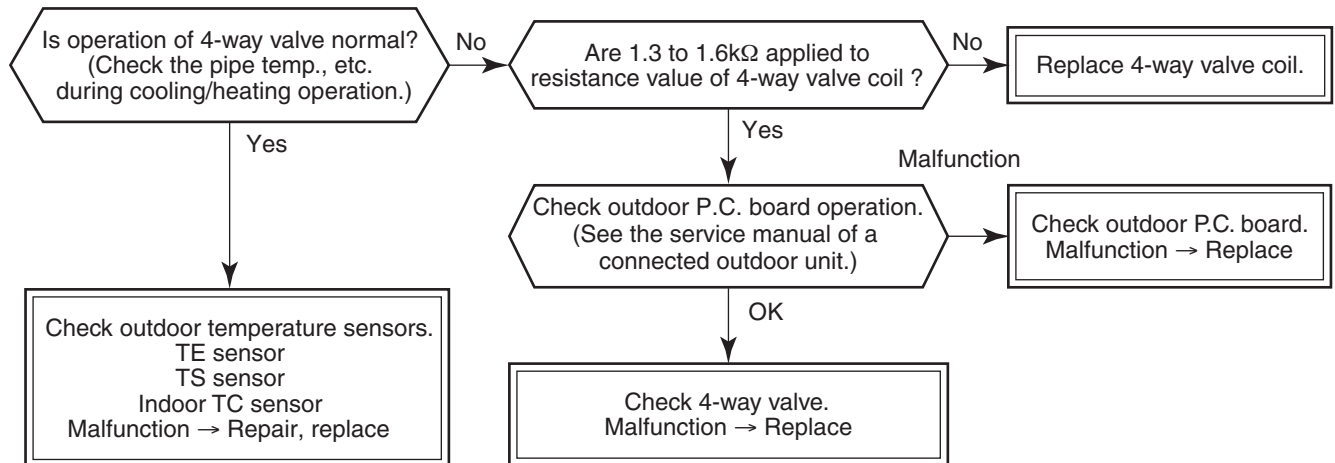 Is operation of 4-way valve normal?
(Check the pipe temp., etc.
during cooling/heating operation.)
No
Are 1.3 to 1.6kΩ applied to
resistance value of 4-way valve coil ?
No
Replace 4-way valve coil.
Yes
Yes
Malfunction
Check outdoor P.C. board operation.
(See the service manual of a
connected outdoor unit.)
Check outdoor P.C. board.
Malfunction → Replace
OK
Check outdoor temperature sensors.
TE sensor
TS sensor
Indoor TC sensor
Malfunction → Repair, replace
Check 4-way valve.
Malfunction → Replace